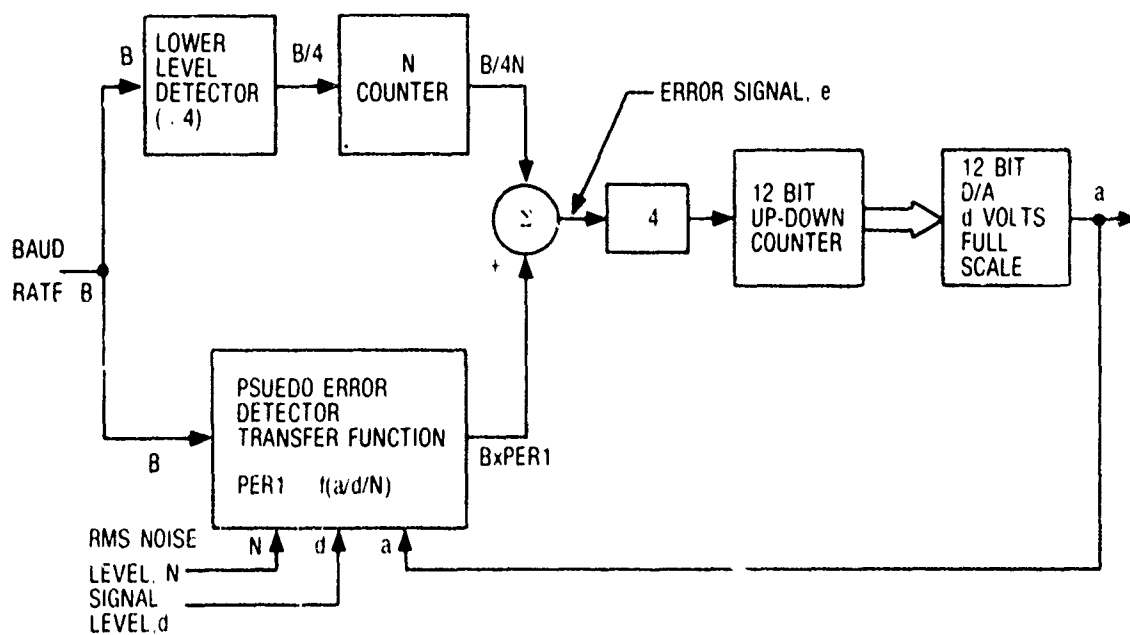 LOWER
LEVEL
DETECTOR
( . 4)
B
B/4
N
COUNTER
B/4N
ERROR SIGNAL, e
Σ
+
4
12 BIT
UP-DOWN
COUNTER
12 BIT
D/A
d VOLTS
FULL
SCALE
a
BAUD
RATE B
PSUEDO ERROR
DETECTOR
TRANSFER FUNCTION
PER1 f(a/d/N)
B
BxPER1
RMS NOISE
LEVEL, N
SIGNAL
LEVEL,d
N
d
a